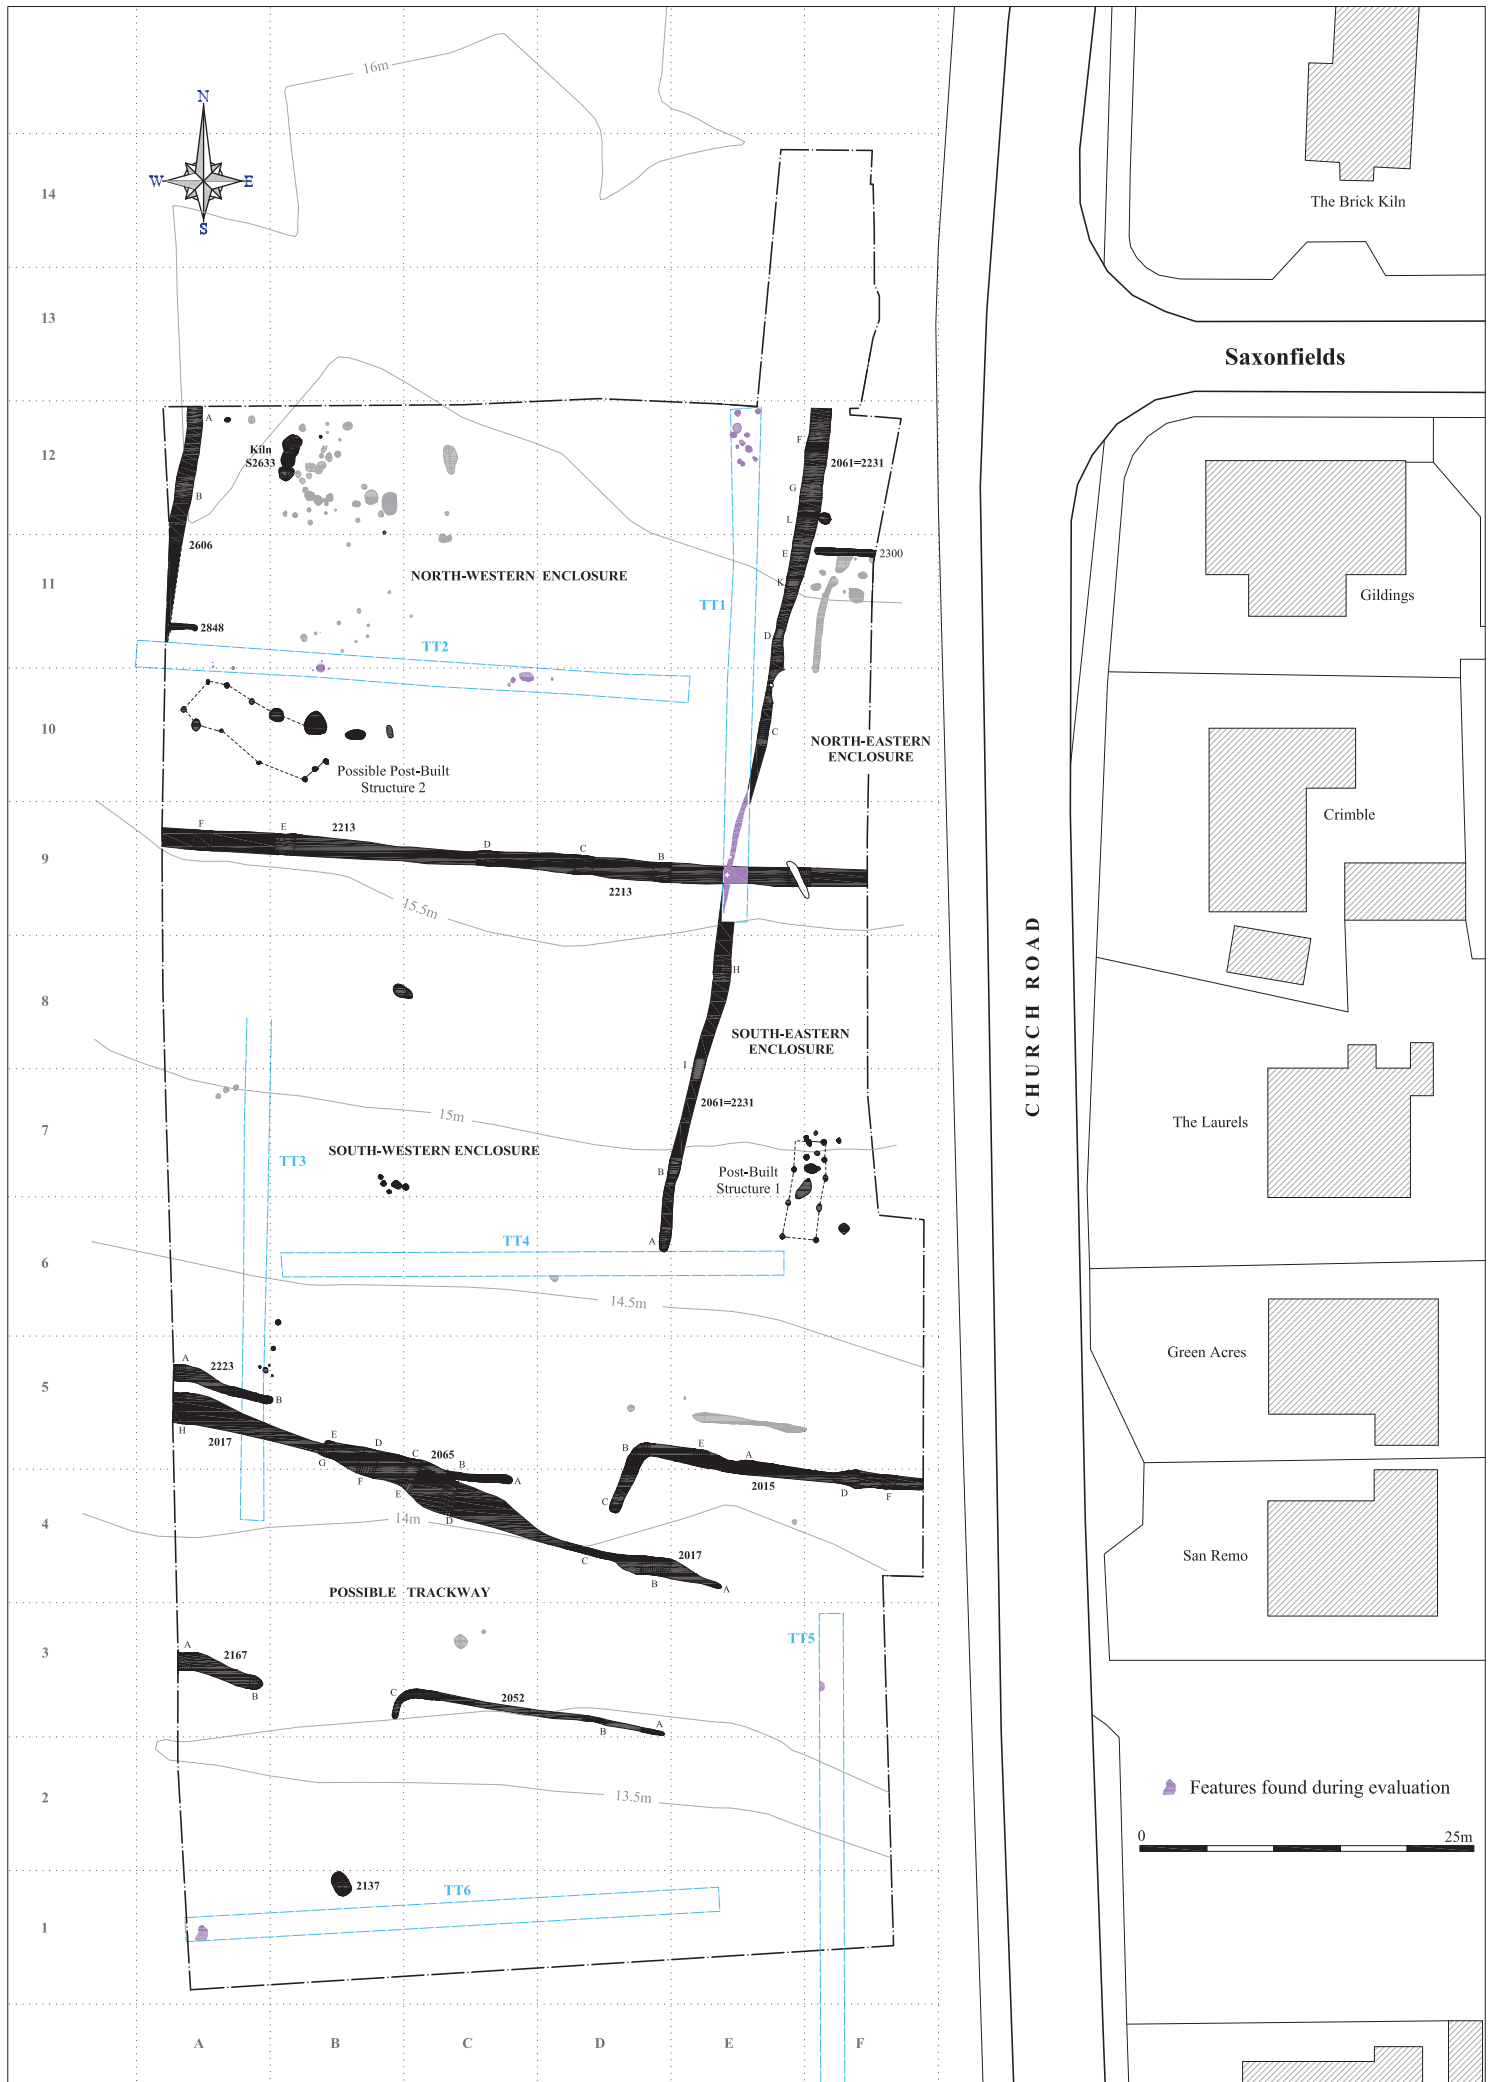 16m
N
W
E
S
14
The Brick Kiln
13
Saxonfields
A
Kiln
S2633
12
F
2061=2231
G
B
L
2606
E
2300
K
NORTH-WESTERN ENCLOSURE
11
TT1
Gildings
2848
D
TT2
10
C
NORTH-EASTERN
ENCLOSURE
Possible Post-Built
Structure 2
Crimble
F
E
2213
D
C
B
9
2213
15.5m
CHURCH ROAD
H
8
SOUTH-EASTERN
ENCLOSURE
I
2061=2231
15m
7
The Laurels
SOUTH-WESTERN ENCLOSURE
TT3
B
Post-Built
Structure 1
A
TT4
6
14.5m
Green Acres
A
2223
5
B
H
2017
E
D
G
F
C
2065
B
A
E
D
B
E
A
2015
D
F
C
14m
4
C
2017
B
A
San Remo
POSSIBLE TRACKWAY
TT5
3
A
2167
B
C
2052
B
A
2
13.5m
Features found during evaluation
0
25m
2137
TT6
1
A
B
C
D
E
F